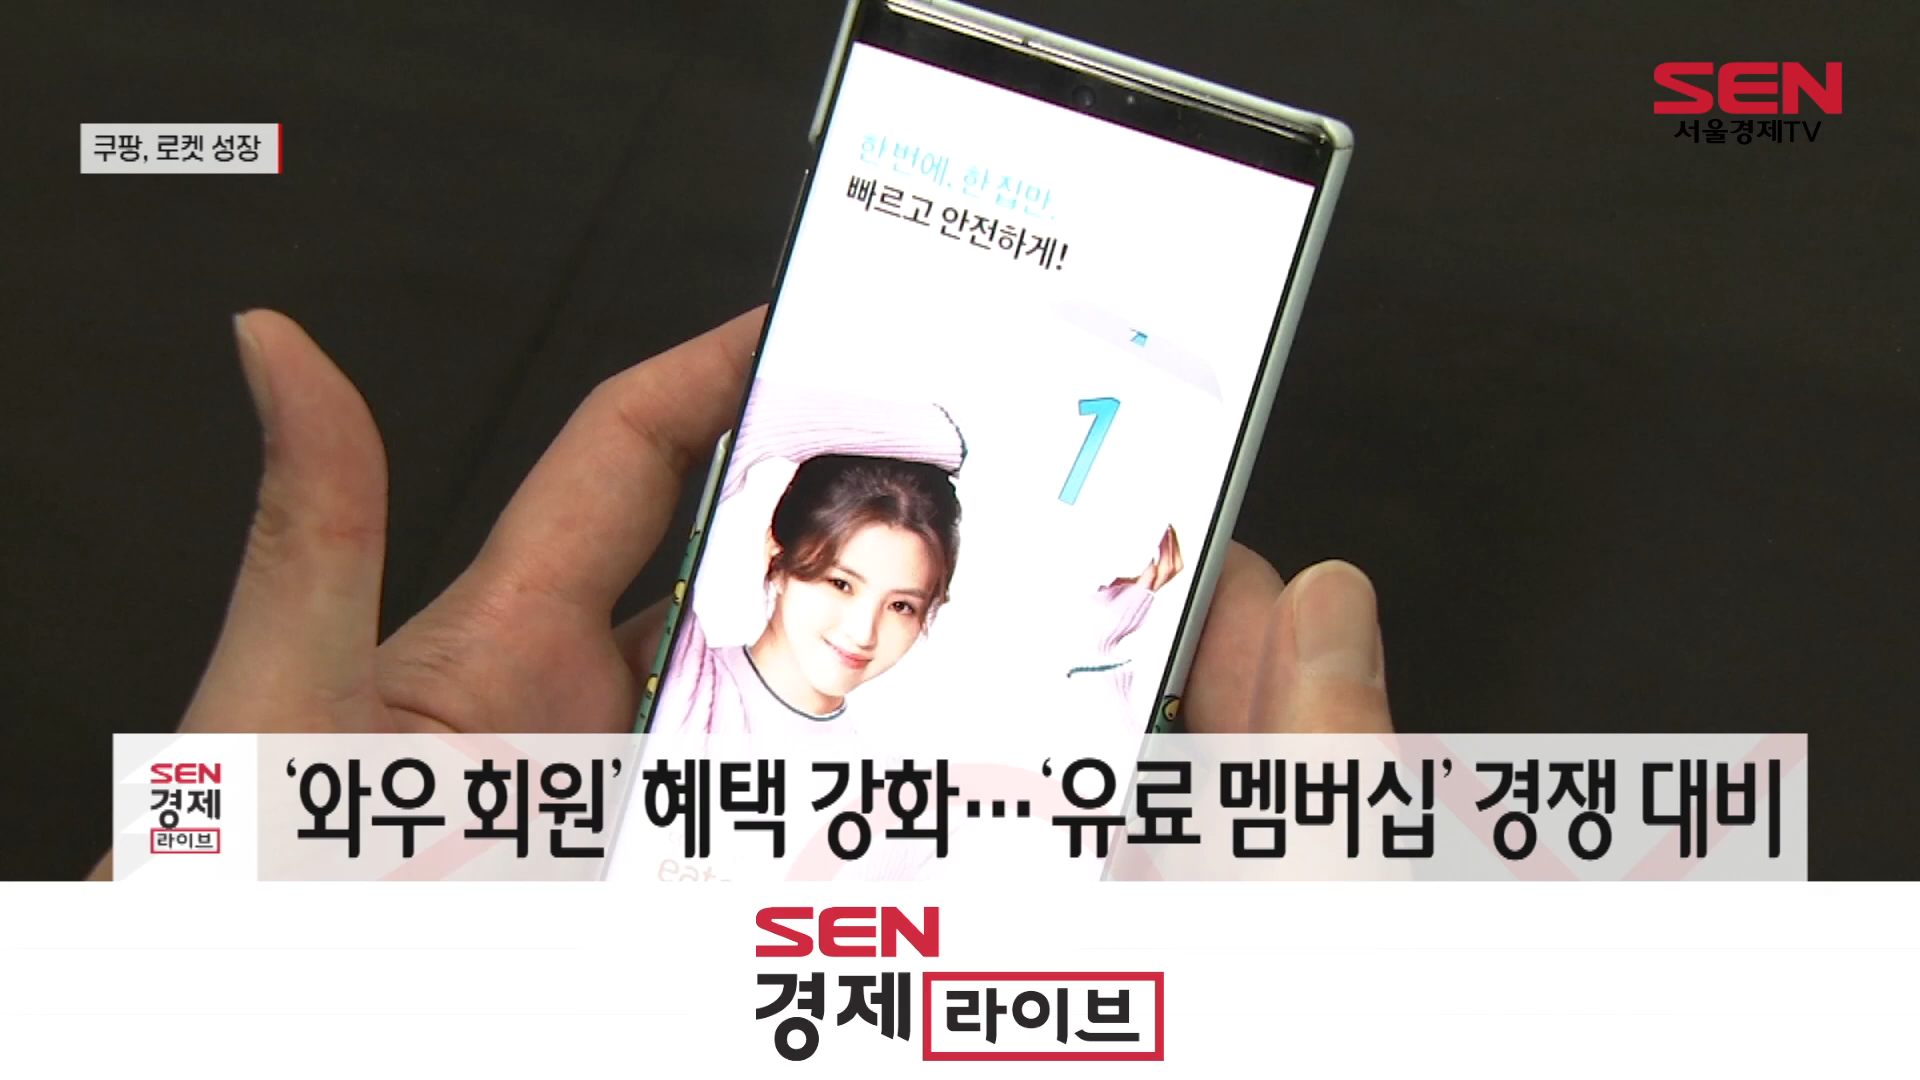 SEN
서울경제TV
쿠팡, 로켓 성장
한 번에, 한 집만.
빠르고 안전하게!
1
SEN
경제
라이브
‘와우 회원’ 혜택 강화…‘유료 멤버십’ 경쟁 대비
SEN
경제 라이브